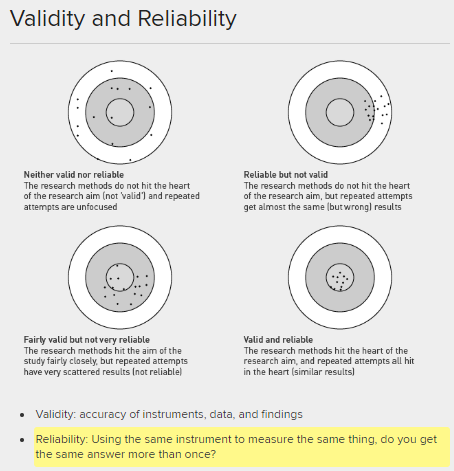 Validity and Reliability
Neither valid nor reliable
The research methods do not hit the heart
of the research aim (not 'valid') and repeated
attempts are unfocused
Reliable but not valid
The research methods do not hit the heart
of the research aim, but repeated attempts
get almost the same (but wrong) results
Fairly valid but not very reliable
The research methods hit the aim of the
study fairly closely, but repeated attempts
have very scattered results (not reliable)
Valid and reliable
The research methods hit the heart of the
research aim, and repeated attempts all hit
in the heart (similar results)
• Validity: accuracy of instruments, data, and findings
• Reliability: Using the same instrument to measure the same thing, do you get
the same answer more than once?